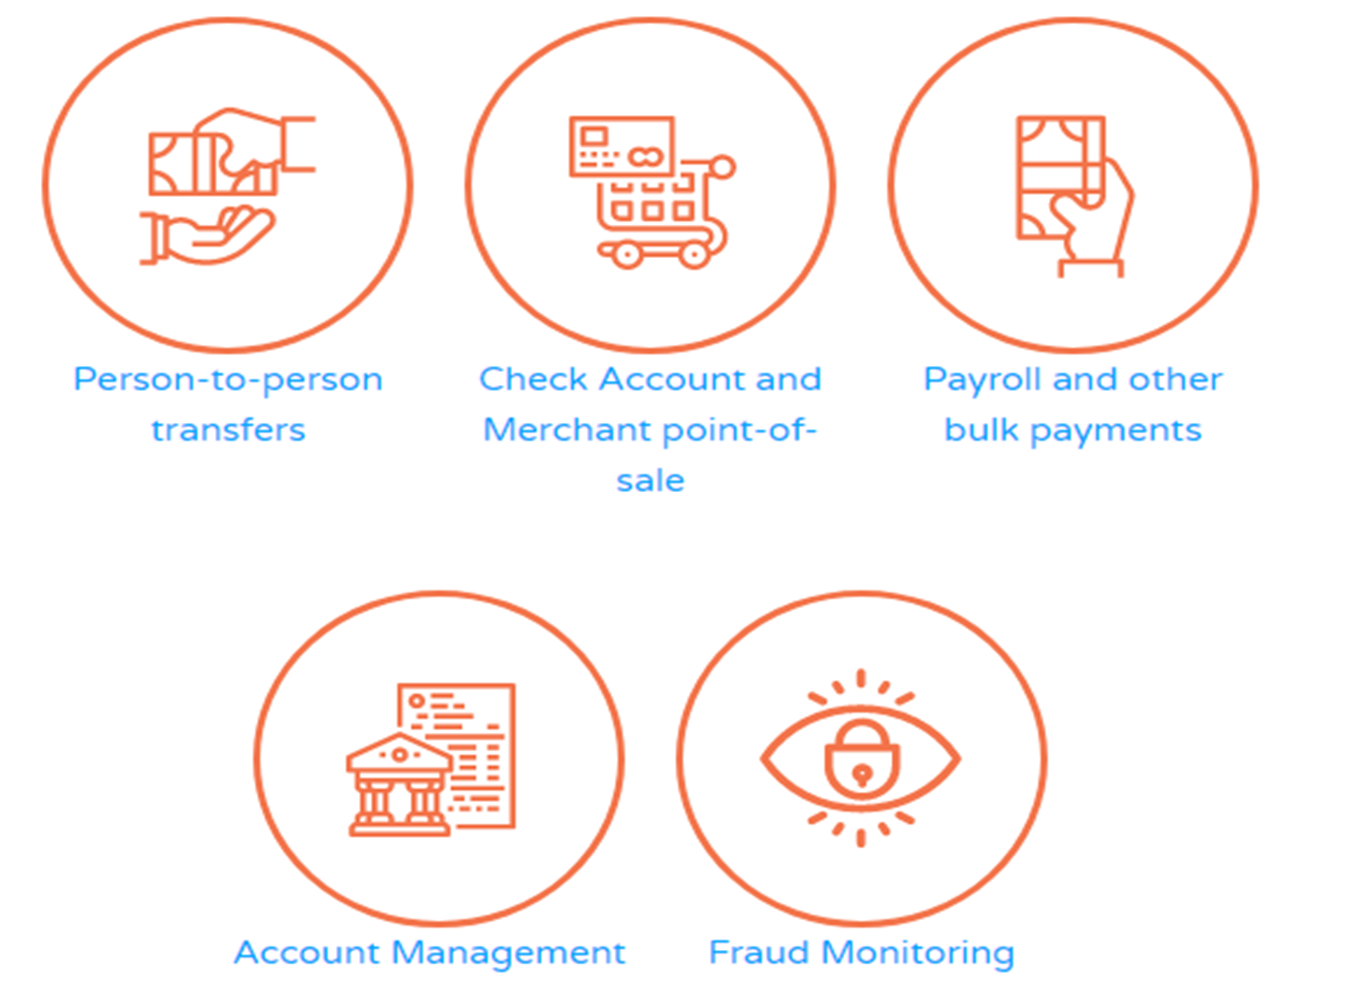 Person-to-person
transfers
Check Account and
Merchant point-of-
sale
Payroll and other
bulk payments
Account Management
Fraud Monitoring